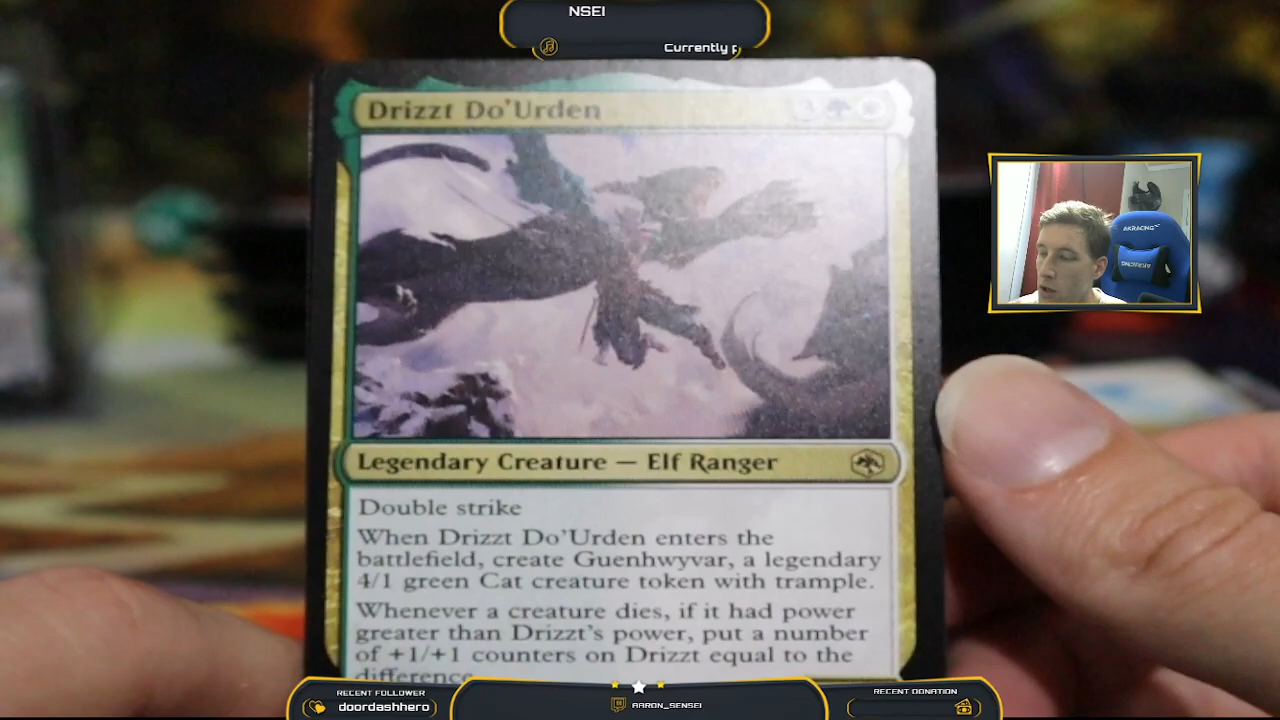 NSEI
Currently p
Drizzt Do'Urden
3
AKRACING
AKRACING
Legendary Creature — Elf Ranger
Double strike
When Drizzt Do'Urden enters the
battlefield, create Guenhwyvar, a legendary
4/1 green Cat creature token with trample.
Whenever a creature dies, if it had power
greater than Drizzt's power, put a number
of +1/+1 counters on Drizzt equal to the
difference.
RECENT FOLLOWER
doordashhero
AARON_SENSEI
RECENT DONATION